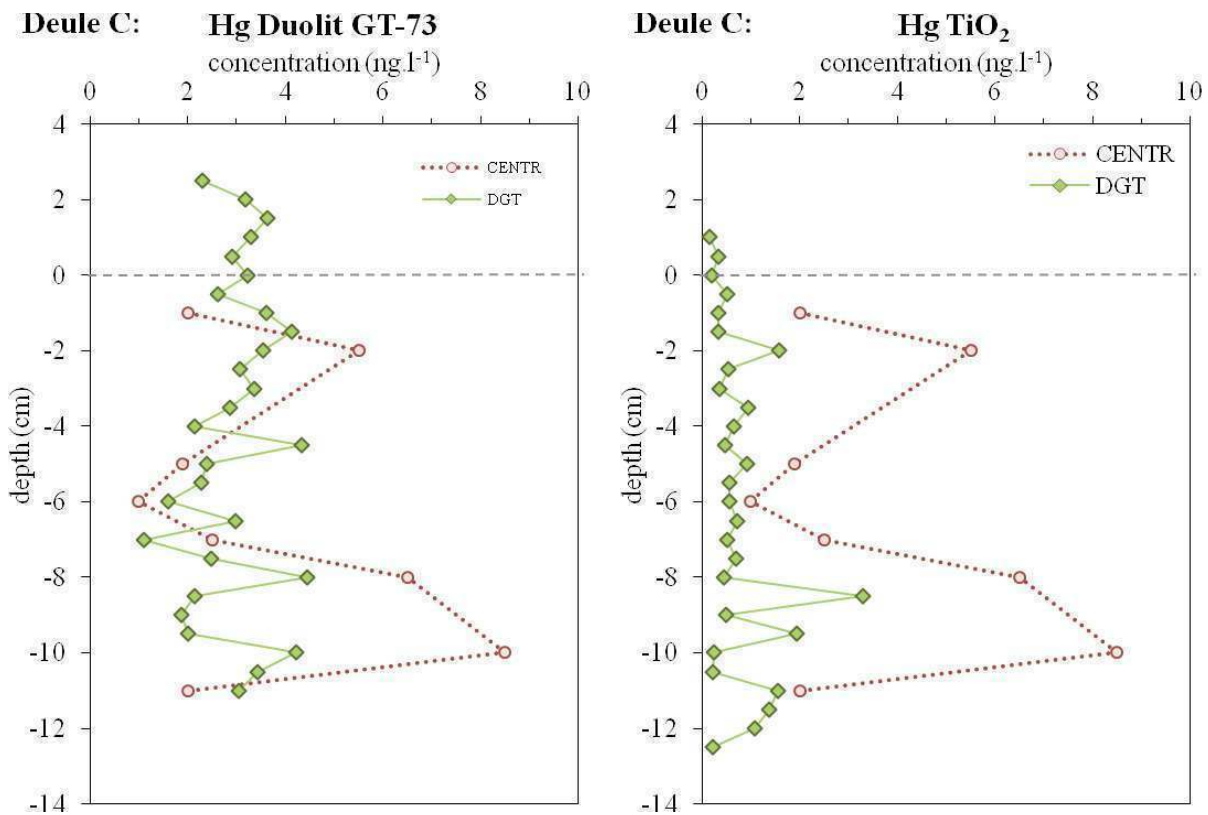 Deule C: Hg Duolit GT-73
concentration (ng.l-1)
0 2 4 6 8 10
4
2
0
-2
-4
-6
-8
-10
-12
-14
depth (cm)
CENTR
DGT
Deule C: Hg TiO2
concentration (ng.l-1)
0 2 4 6 8 10
4
2
0
-2
-4
-6
-8
-10
-12
-14
depth (cm)
CENTR
DGT